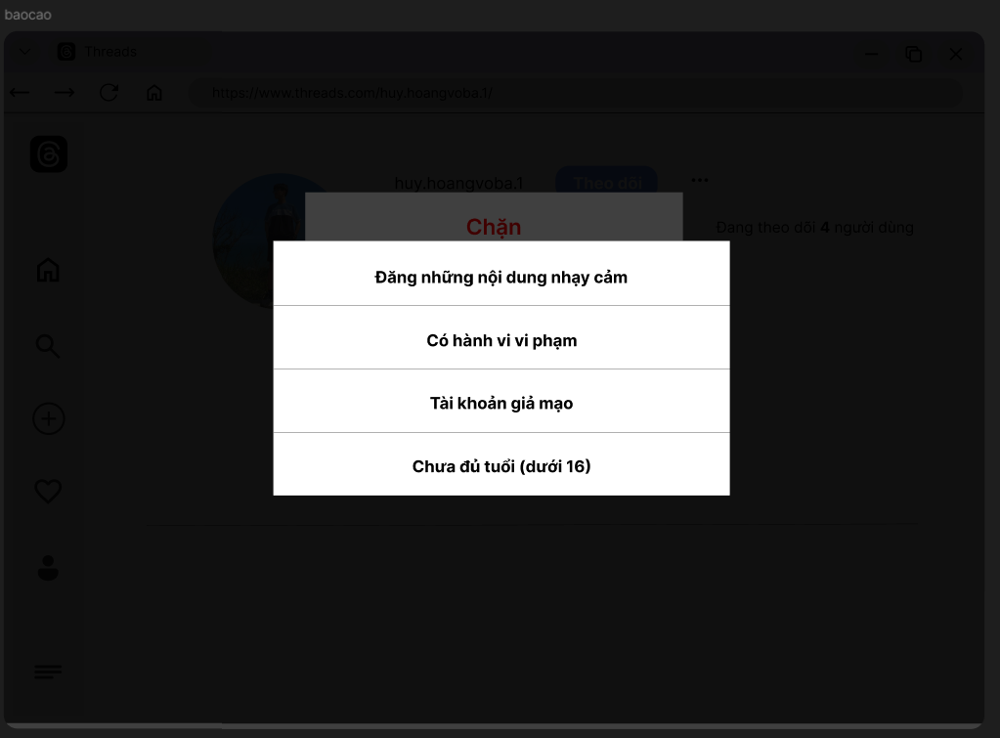 baocao
Threads
https://www.threads.com/huy.hoangvoba.1/
huy.hoangvoba.1
Theo dõi
Chặn
Đang theo dõi 4 người dùng
Đăng những nội dung nhạy cảm
Có hành vi vi phạm
Tài khoản giả mạo
Chưa đủ tuổi (dưới 16)